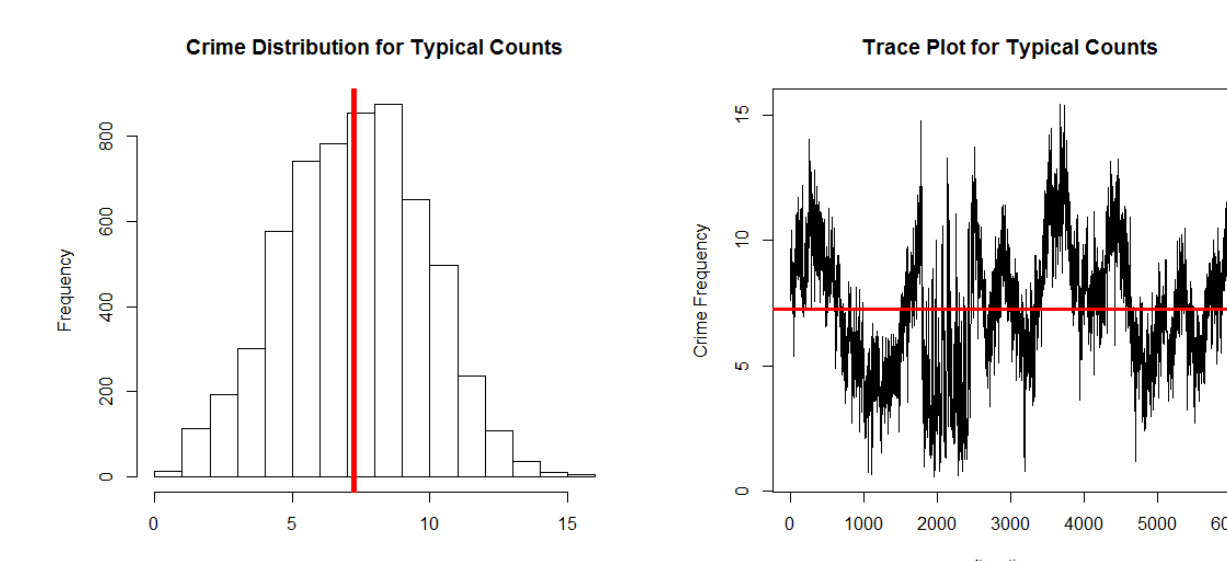 Crime Distribution for Typical Counts
Frequency
0 200 400 600 800
0 5 10 15
Trace Plot for Typical Counts
Crime Frequency
0 5 10 15
0 1000 2000 3000 4000 5000